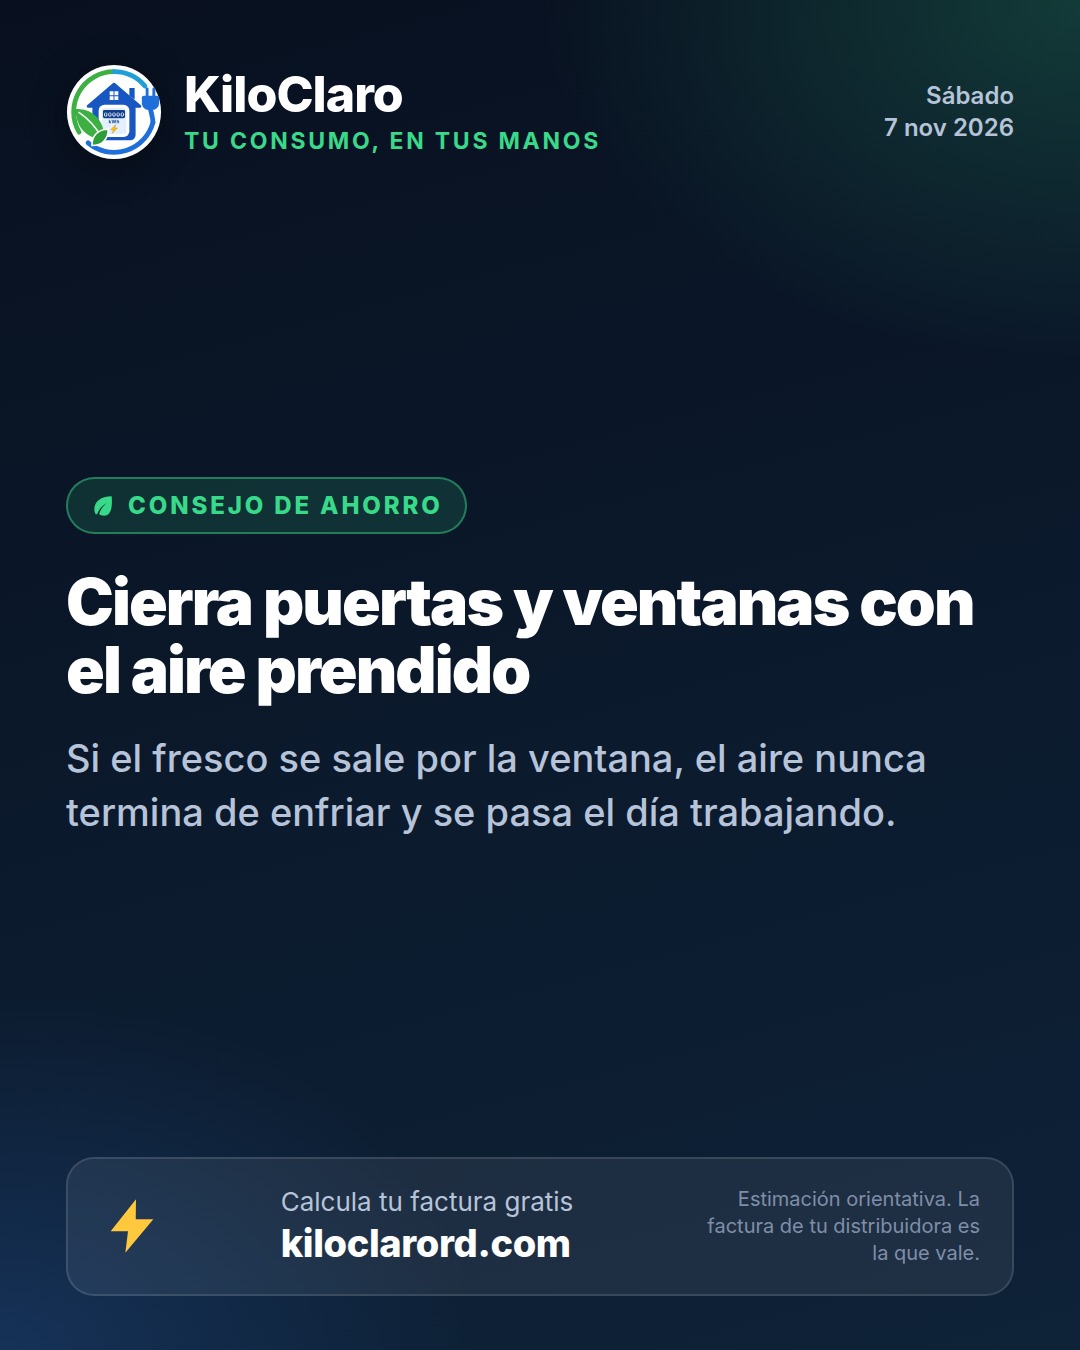 KiloClaro
TU CONSUMO, EN TUS MANOS
Sábado
7 nov 2026
CONSEJO DE AHORRO
Cierra puertas y ventanas con
el aire prendido
Si el fresco se sale por la ventana, el aire nunca
termina de enfriar y se pasa el día trabajando.
Calcula tu factura gratis
kiloclarord.com
Estimación orientativa. La
factura de tu distribuidora es
la que vale.